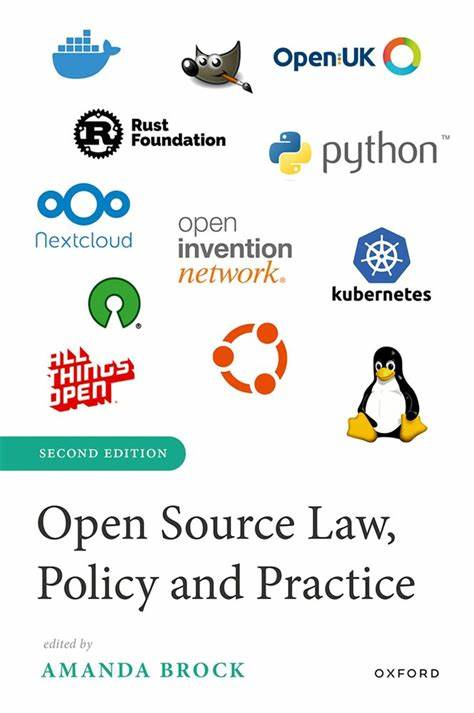 Open:UK
Rust
Foundation
python™
Nextcloud
open
invention
network®
kubernetes
®
ALL
THINGS
OPEN
SECOND EDITION
Open Source Law,
Policy and Practice
edited by
AMANDA BROCK
OXFORD